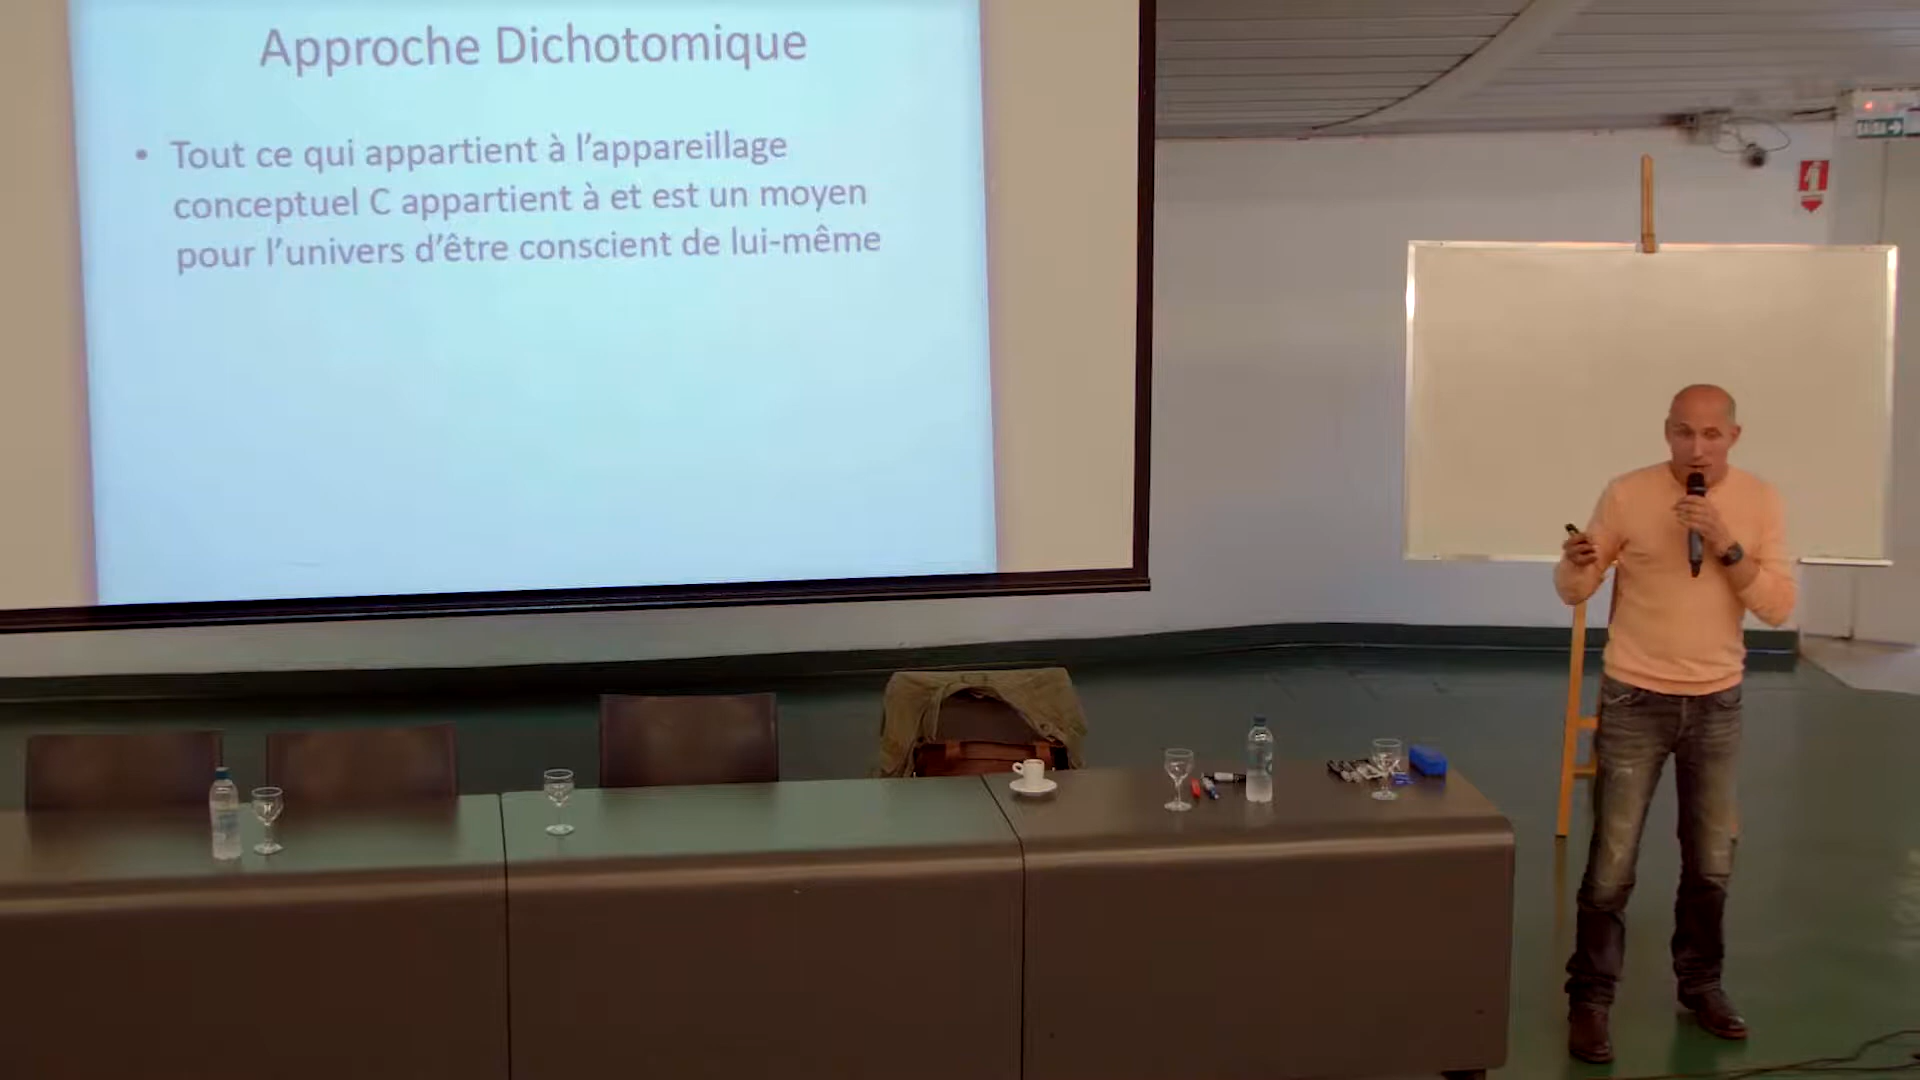 Approche Dichotomique
• Tout ce qui appartient à l’appareillage
conceptuel C appartient à et est un moyen
pour l’univers d’être conscient de lui-même
SAÍDA